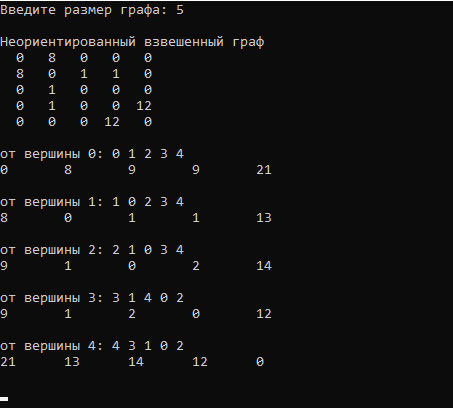 Введите размер графа: 5
Неориентированный взвешенный граф
0 8 0 0 0
8 0 1 1 0
0 1 0 0 0
0 1 0 0 12
0 0 0 12 0
от вершины 0: 0 1 2 3 4
0 8 9 9 21
от вершины 1: 1 0 2 3 4
8 0 1 1 13
от вершины 2: 2 1 0 3 4
9 1 0 2 14
от вершины 3: 3 1 4 0 2
9 1 2 0 12
от вершины 4: 4 3 1 0 2
21 13 14 12 0